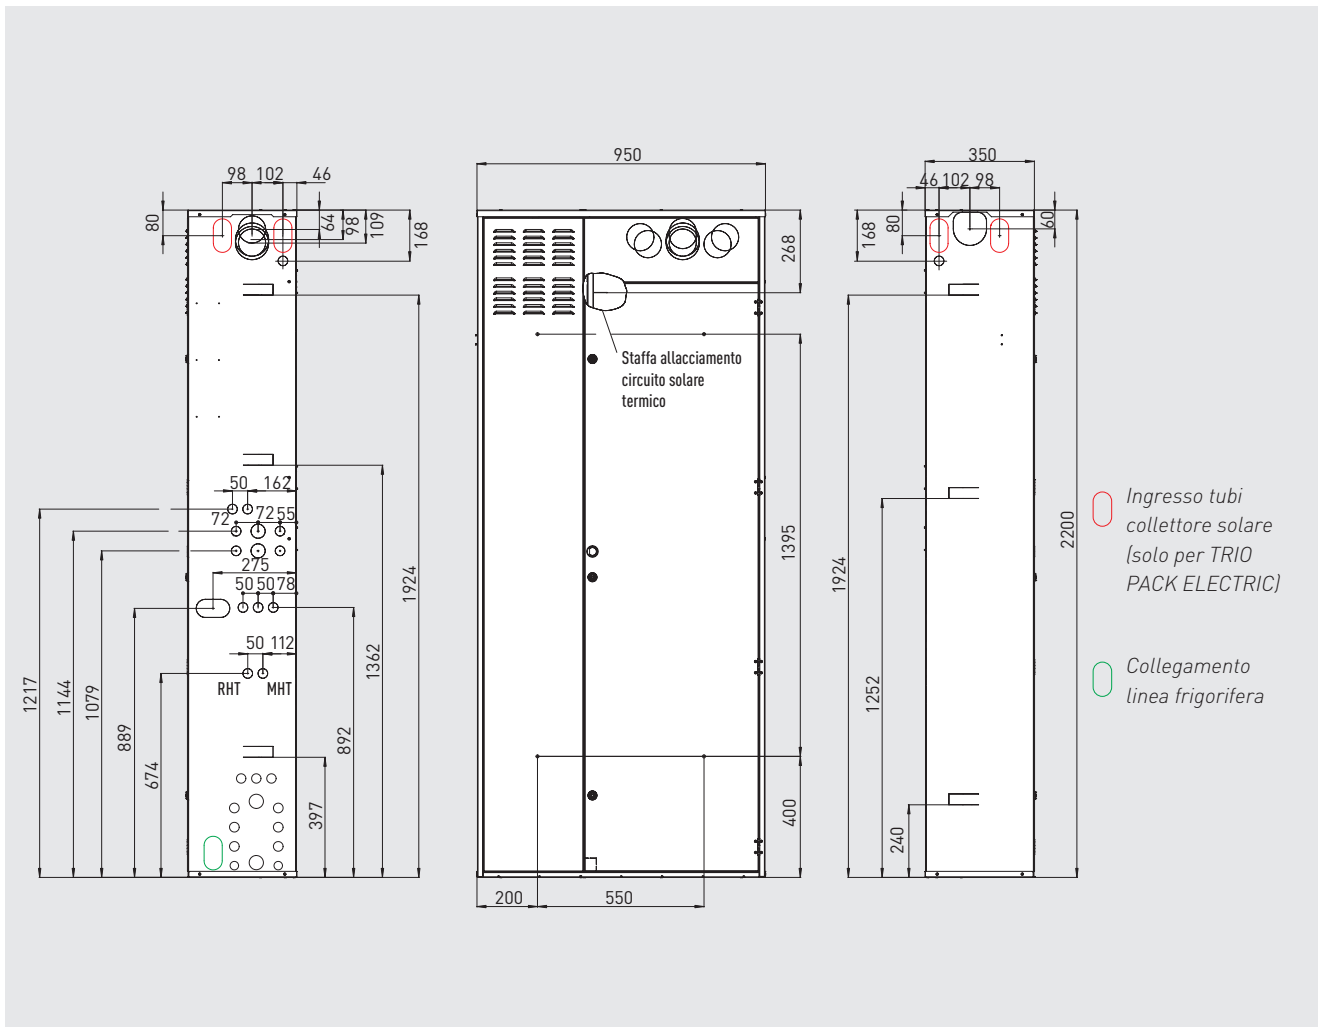 98 102 46
80
64
98
109
168
50 162
72 72 55
275
50 50 78
50 112
RHT MHT
1217
1144
1079
889
674
397
892
1362
1924
950
268
Staffa allacciamento
circuito solare
termico
1395
400
200 550
350
46 102 98
168
80
60
1924
1252
240
2200
Ingresso tubi
collettore solare
(solo per TRIO
PACK ELECTRIC)
Collegamento
linea frigorifera